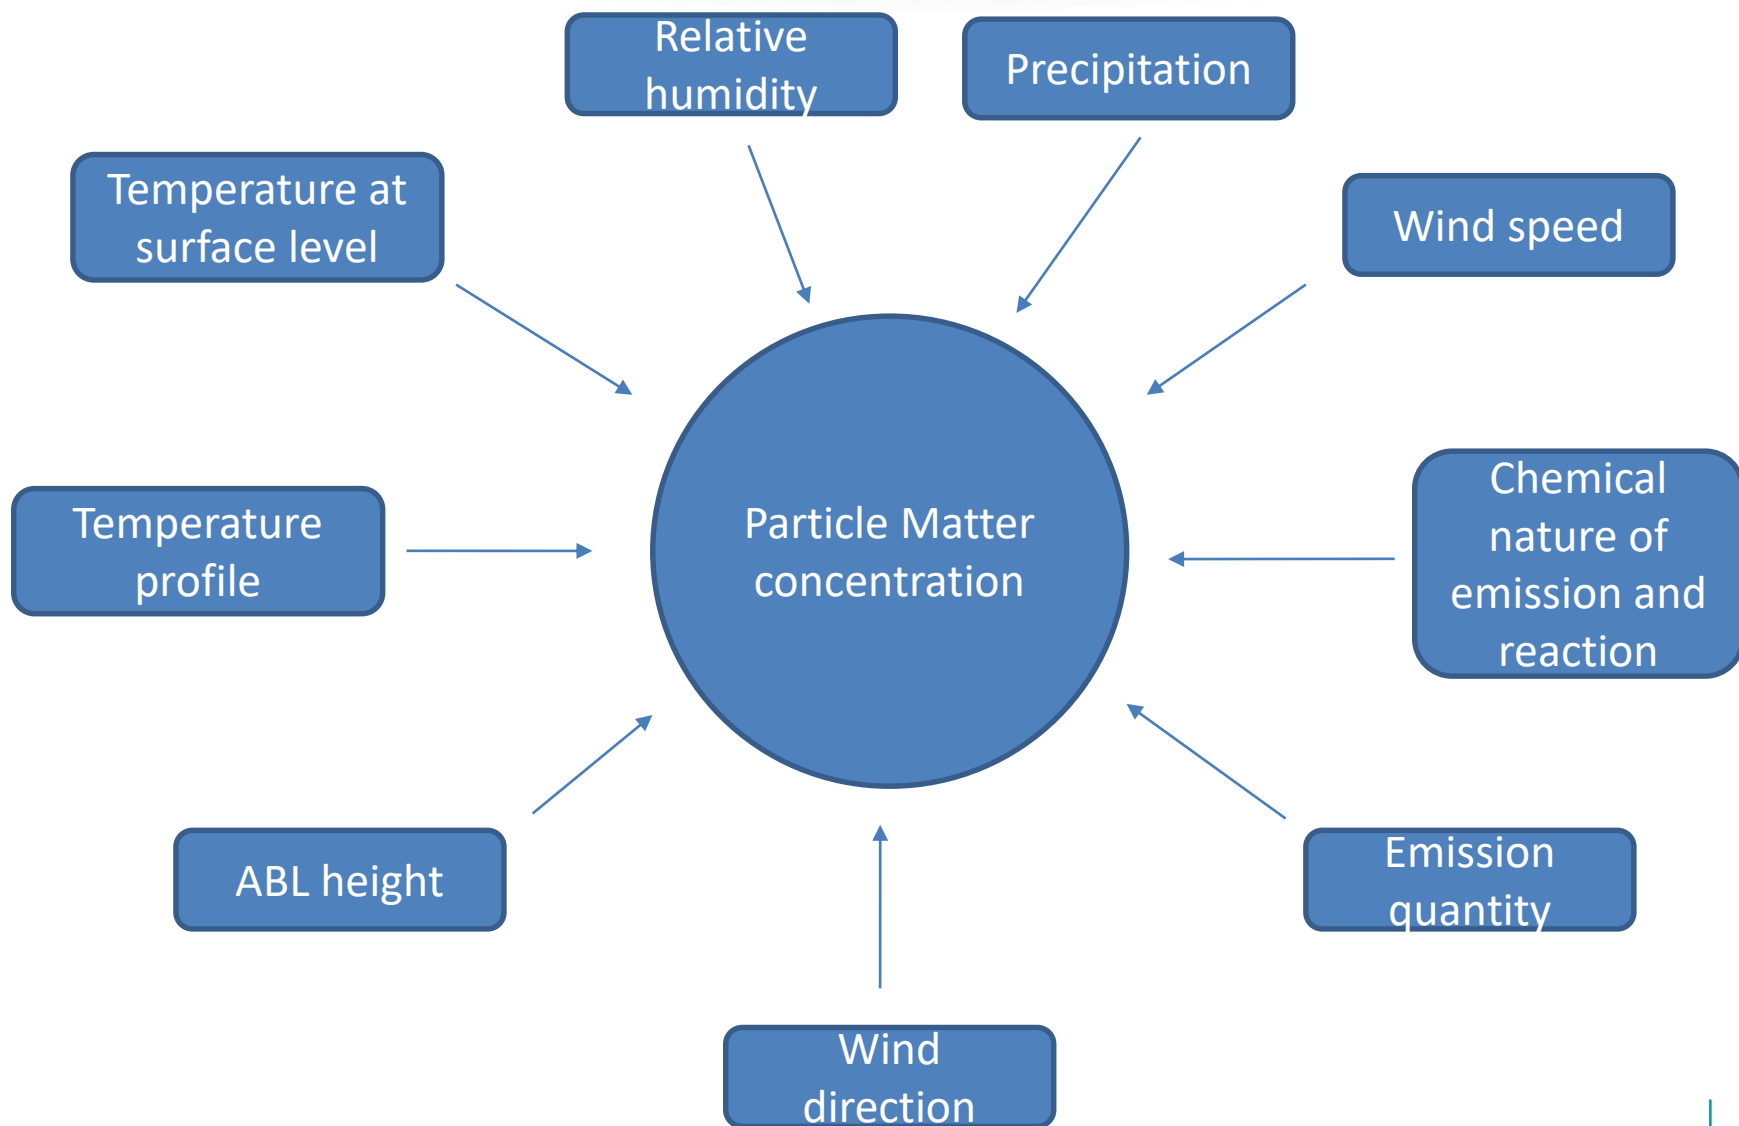 Relative
humidity
Precipitation
Temperature at
surface level
Wind speed
Chemical
nature of
emission and
reaction
Temperature
profile
Particle Matter
concentration
ABL height
Emission
quantity
Wind
direction